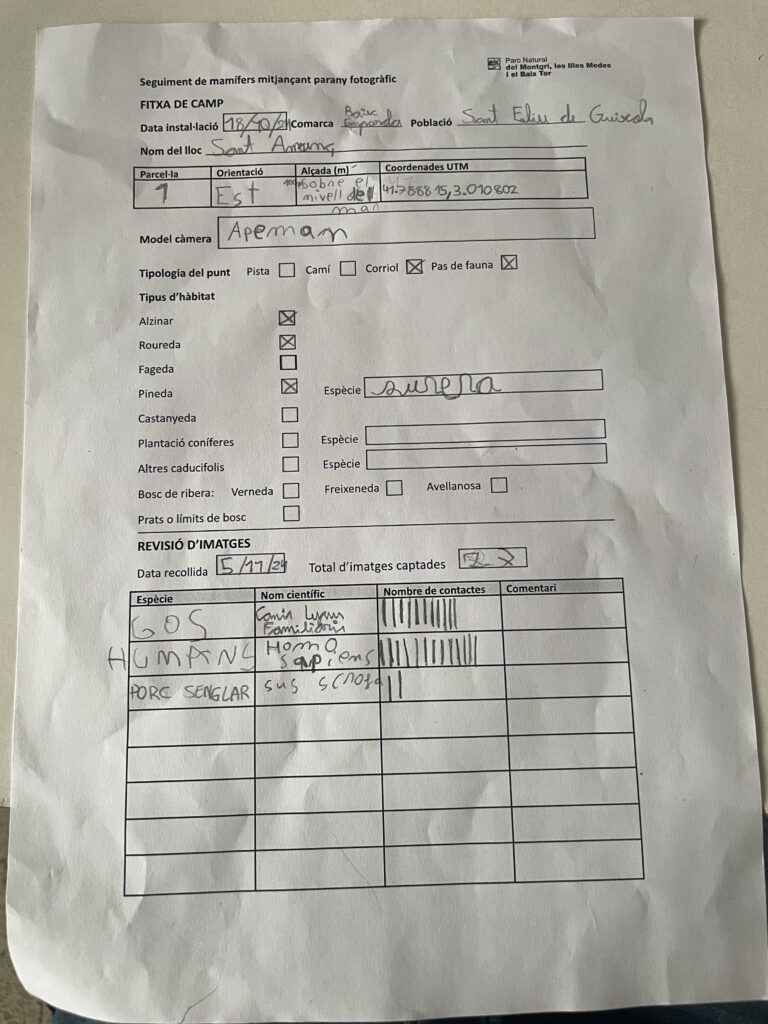 Parc Natural
del Montgrí, les Illes Medes
i el Baix Ter
Seguiment de mamífers mitjançant parany fotogràfic
FITXA DE CAMP
Data instal·lació 18/10/24 Comarca Baix Empordà Població Sant Feliu de Guíxols
Nom del lloc Sant Amanç
Parcel·la Orientació Alçada (m) Coordenades UTM
1 Est sobre el nivell del mar 41.788815,3.010802
Model càmera Apeman
Tipologia del punt Pista Camí Corriol Pas de fauna
Tipus d'hàbitat
Alzinar
Roureda
Fageda
Pineda Espècie surera
Castanyeda
Plantació coníferes Espècie
Altres caducifolis Espècie
Bosc de ribera: Verneda Freixeneda Avellanosa
Prats o límits de bosc
REVISIÓ D'IMATGES
Data recollida 5/11/24 Total d'imatges captades
Espècie Nom científic Nombre de contactes Comentari
GOS Canis Lupus Familiaris
HUMANS Homo sapiens
PORC SENGLAR sus scrofa